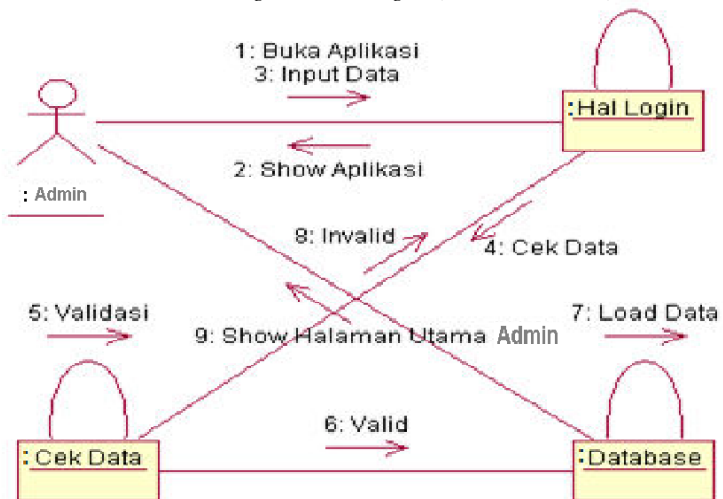 1: Buka Aplikasi
3: Input Data
:Hal Login
2: Show Aplikasi
: Admin
8: Invalid
4: Cek Data
5: Validasi
7: Load Data
9: Show Halaman Utama Admin
6: Valid
:Cek Data
:Database